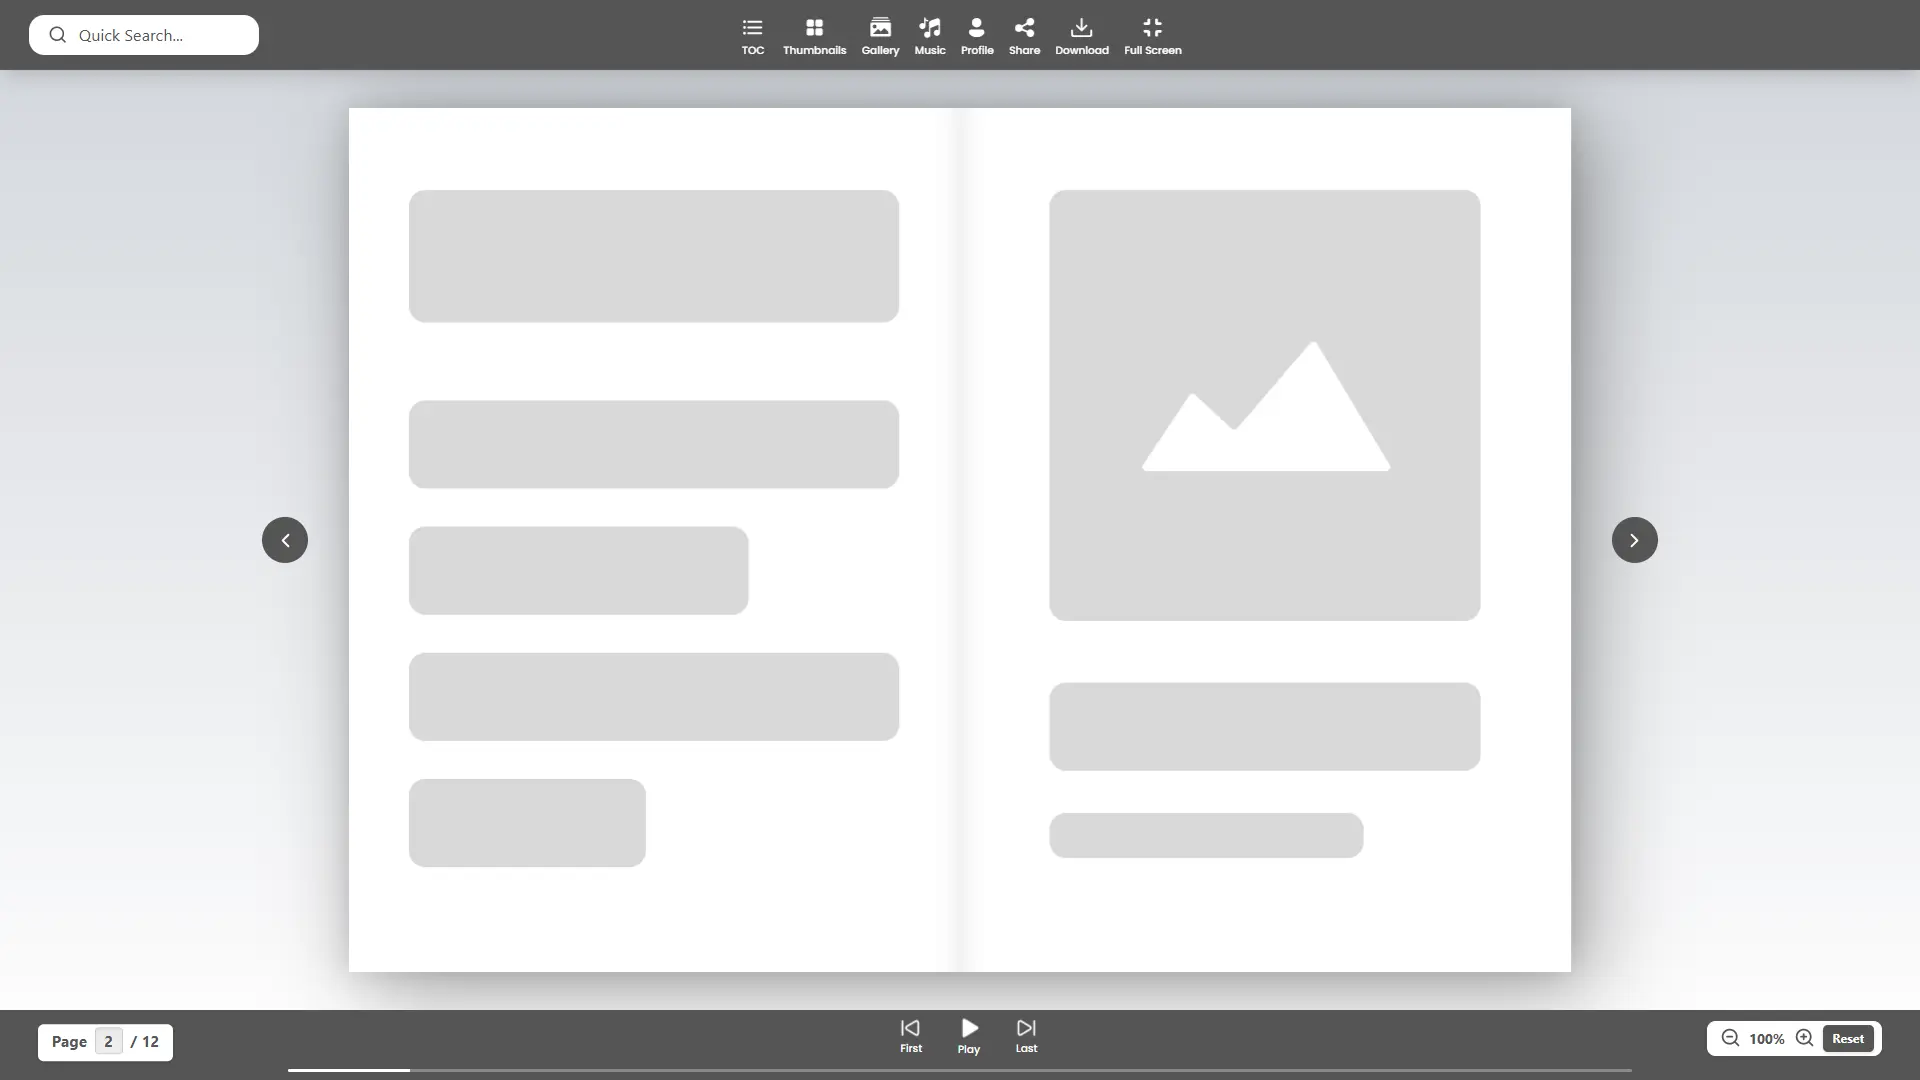 Quick Search...
TOC
Thumbnails
Gallery
Music
Profile
Share
Download
Full Screen
Page 2 / 12
First
Play
Last
100%
Reset